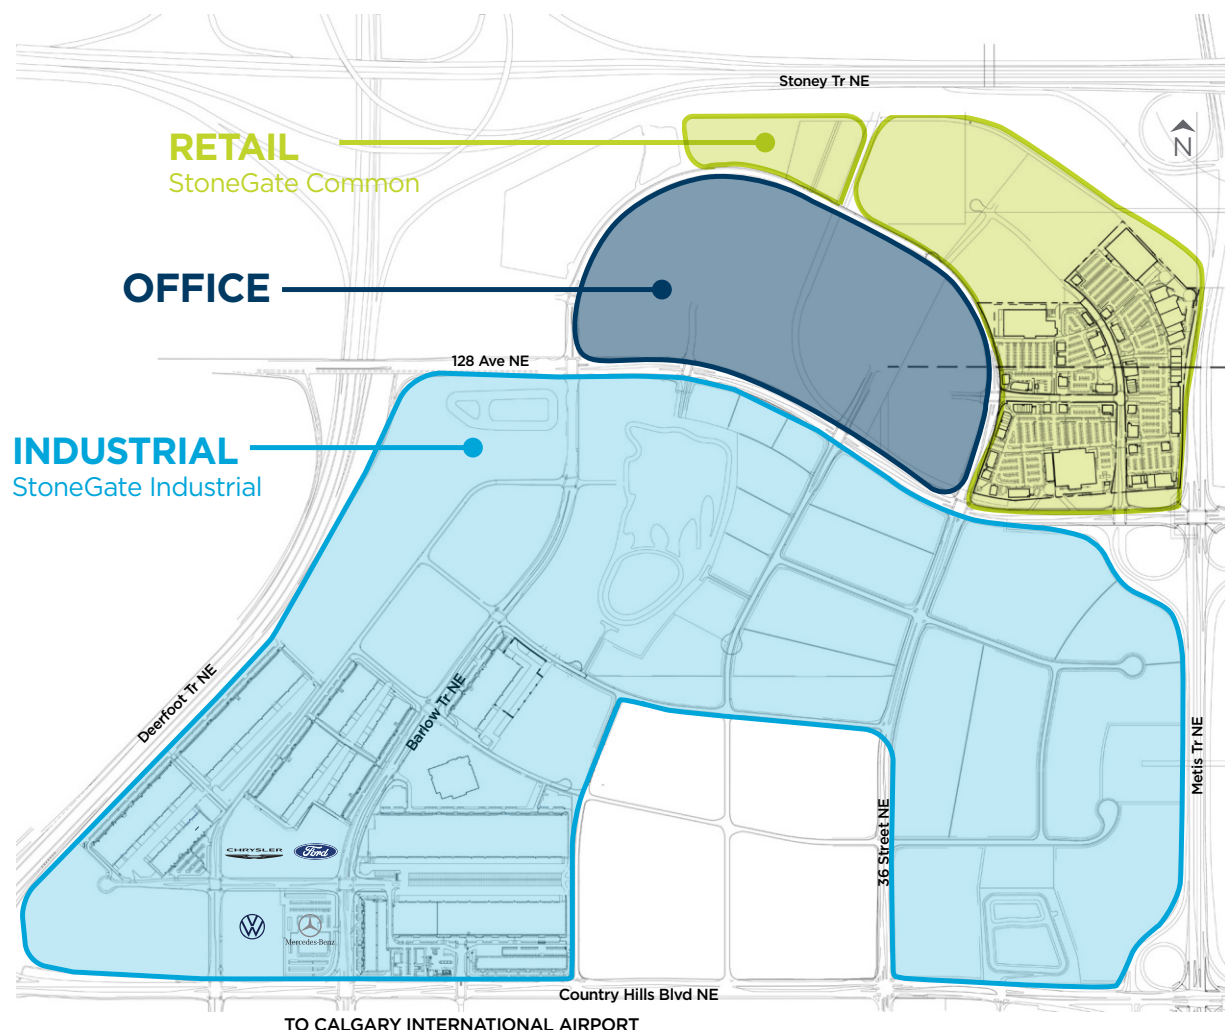 Stoney Tr NE
RETAIL
StoneGate Common
N
OFFICE
128 Ave NE
INDUSTRIAL
StoneGate Industrial
Deerfoot Tr NE
Barlow Tr NE
Metis Tr NE
36 Street NE
CHRYSLER
Ford
VW
Mercedes-Benz
Country Hills Blvd NE
TO CALGARY INTERNATIONAL AIRPORT